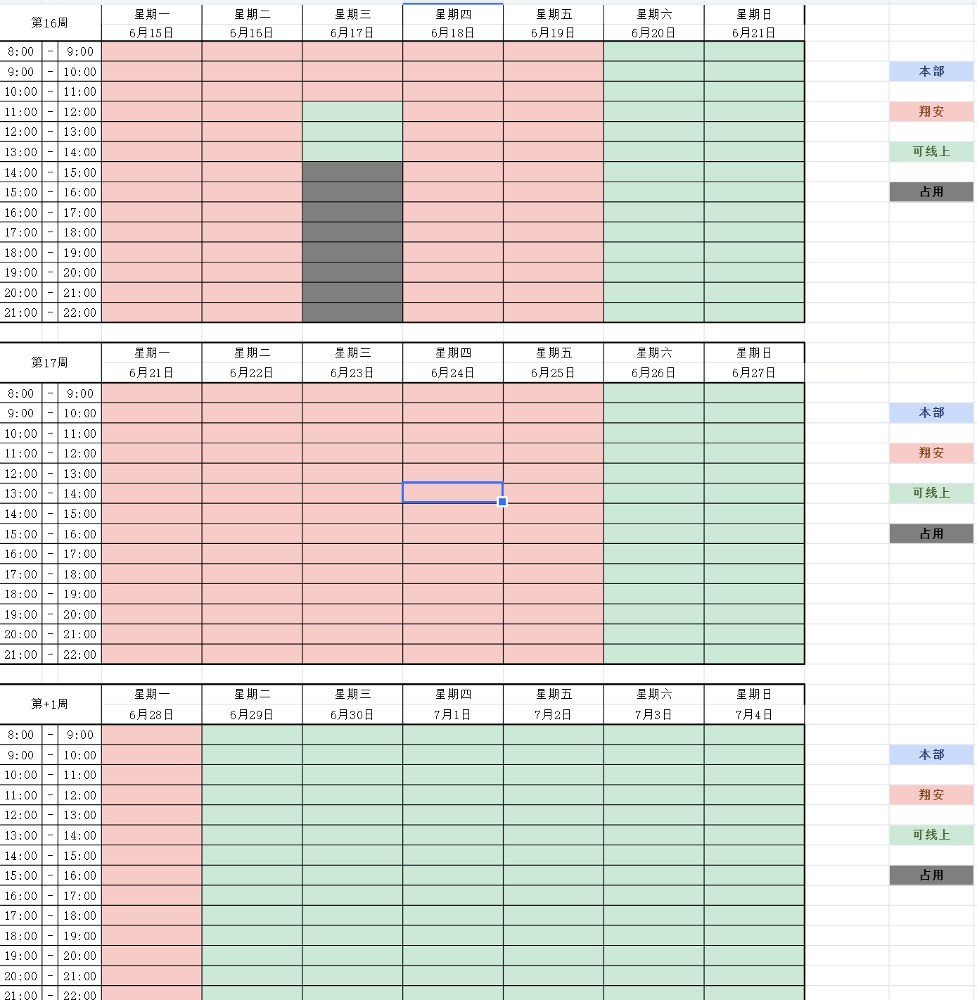 第16周 星期一 星期二 星期三 星期四 星期五 星期六 星期日
6月15日 6月16日 6月17日 6月18日 6月19日 6月20日 6月21日
8:00 - 9:00
9:00 - 10:00 本部
10:00 - 11:00
11:00 - 12:00 翔安
12:00 - 13:00
13:00 - 14:00 可线上
14:00 - 15:00
15:00 - 16:00 占用
16:00 - 17:00
17:00 - 18:00
18:00 - 19:00
19:00 - 20:00
20:00 - 21:00
21:00 - 22:00
第17周 星期一 星期二 星期三 星期四 星期五 星期六 星期日
6月21日 6月22日 6月23日 6月24日 6月25日 6月26日 6月27日
8:00 - 9:00
9:00 - 10:00 本部
10:00 - 11:00
11:00 - 12:00 翔安
12:00 - 13:00
13:00 - 14:00 可线上
14:00 - 15:00
15:00 - 16:00 占用
16:00 - 17:00
17:00 - 18:00
18:00 - 19:00
19:00 - 20:00
20:00 - 21:00
21:00 - 22:00
第+1周 星期一 星期二 星期三 星期四 星期五 星期六 星期日
6月28日 6月29日 6月30日 7月1日 7月2日 7月3日 7月4日
8:00 - 9:00
9:00 - 10:00 本部
10:00 - 11:00
11:00 - 12:00 翔安
12:00 - 13:00
13:00 - 14:00 可线上
14:00 - 15:00
15:00 - 16:00 占用
16:00 - 17:00
17:00 - 18:00
18:00 - 19:00
19:00 - 20:00
20:00 - 21:00
21:00 - 22:00